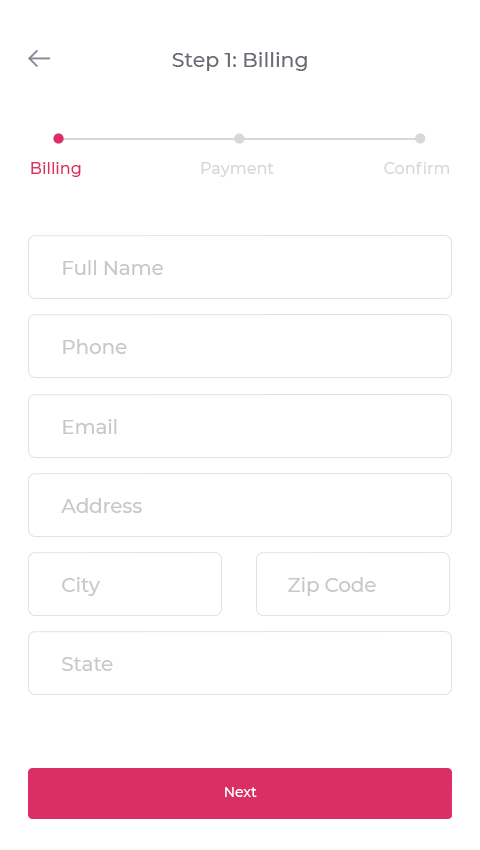 Step 1: Billing
Billing Payment Confirm
Full Name
Phone
Email
Address
City Zip Code
State
Next